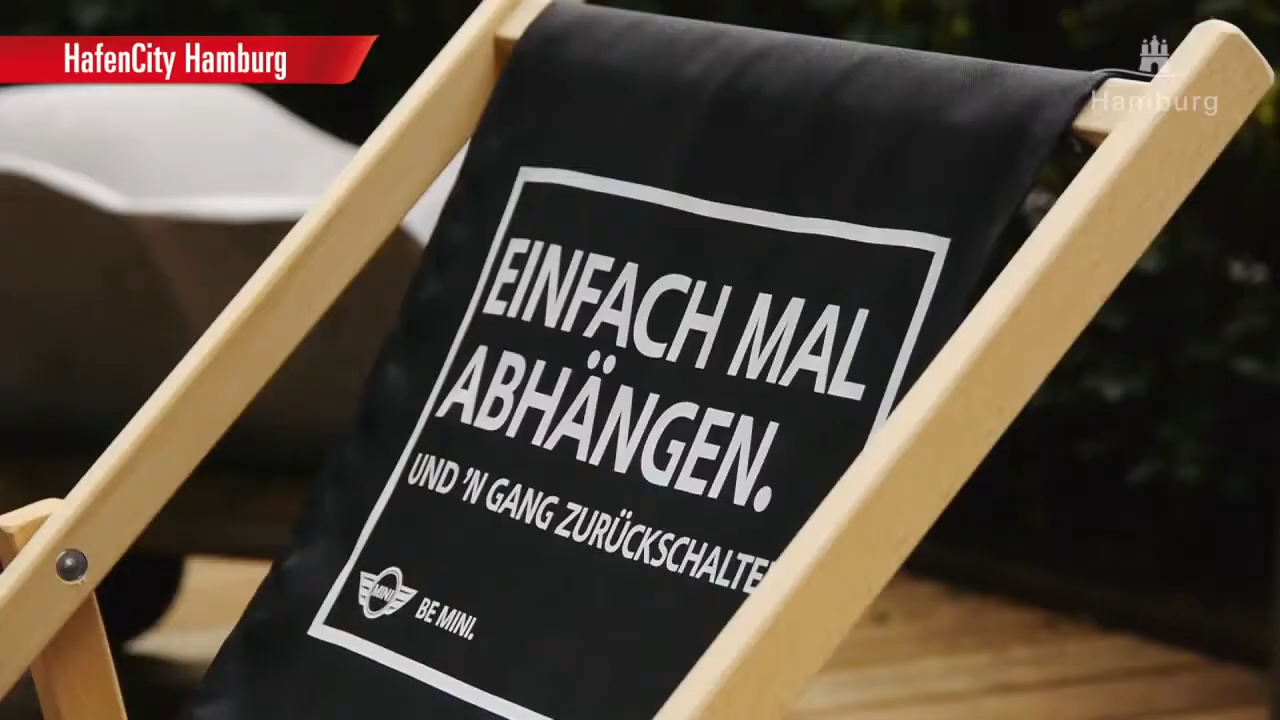 HafenCity Hamburg
Hamburg
EINFACH MAL
ABHÄNGEN.
UND 'N GANG ZURÜCKSCHALTE
MINI
BE MINI.